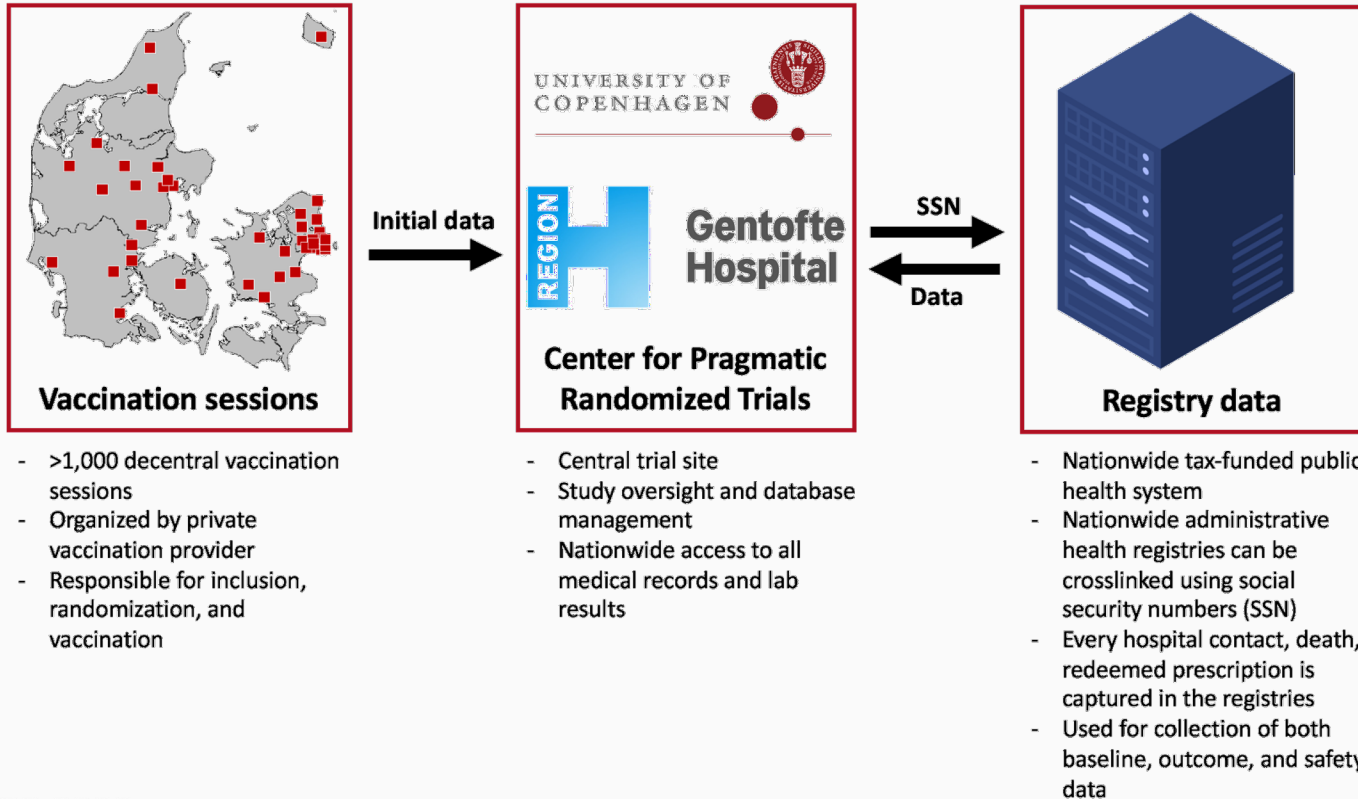 UNIVERSITY OF
COPENHAGEN
REGION
H
Gentofte
Hospital
Initial data
SSN
Data
Vaccination sessions
Center for Pragmatic
Randomized Trials
Registry data
- >1,000 decentral vaccination
sessions
- Organized by private
vaccination provider
- Responsible for inclusion,
randomization, and
vaccination
- Central trial site
- Study oversight and database
management
- Nationwide access to all
medical records and lab
results
- Nationwide tax-funded public
health system
- Nationwide administrative
health registries can be
crosslinked using social
security numbers (SSN)
- Every hospital contact, death,
redeemed prescription is
captured in the registries
- Used for collection of both
baseline, outcome, and safety
data